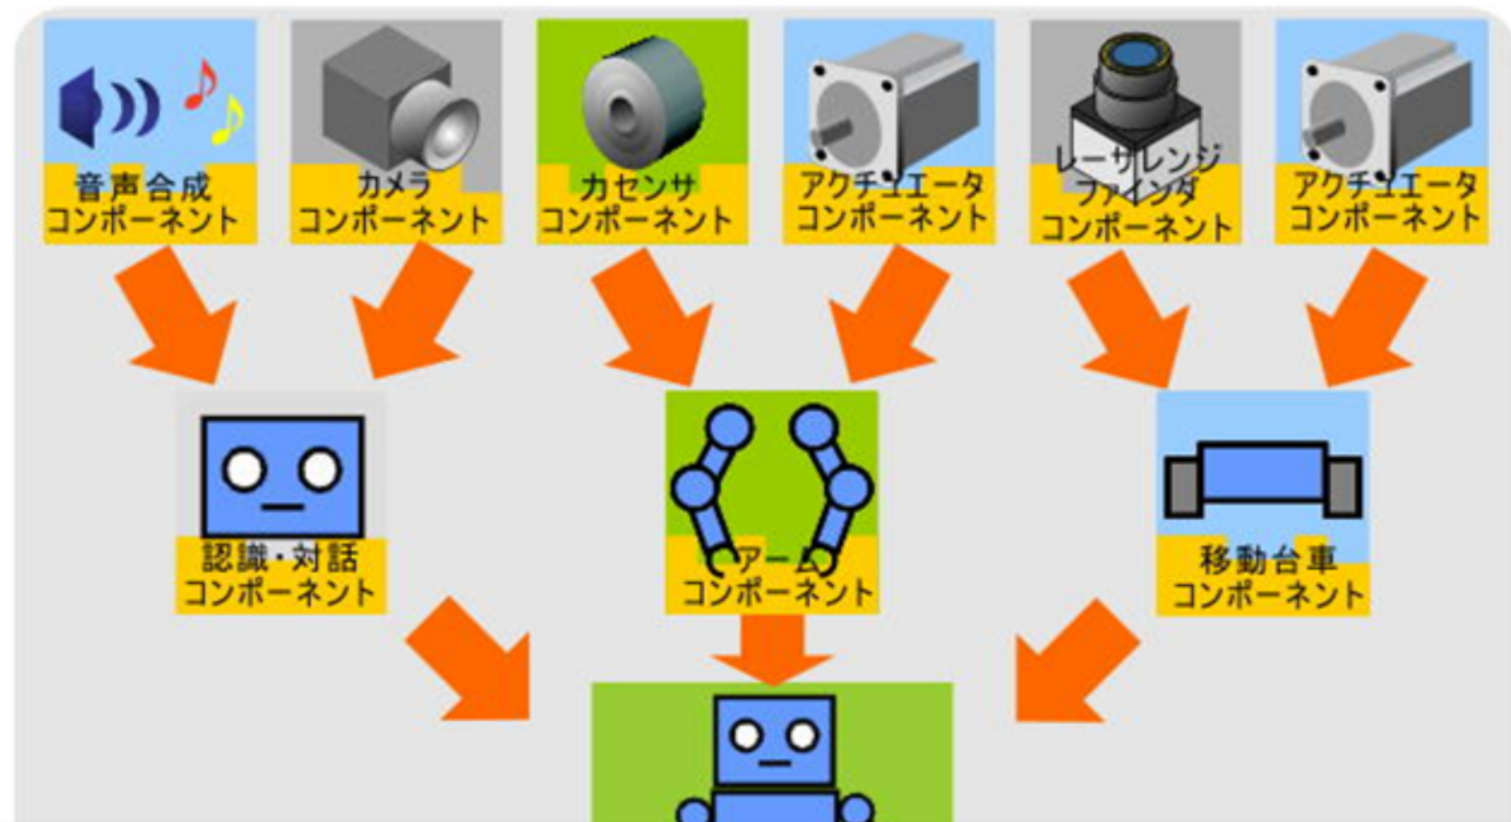 音声合成
コンポーネント
カメラ
コンポーネント
力センサ
コンポーネント
アクチュエータ
コンポーネント
レーザレンジ
ファインダ
コンポーネント
アクチュエータ
コンポーネント
認識・対話
コンポーネント
アーム
コンポーネント
移動台車
コンポーネント